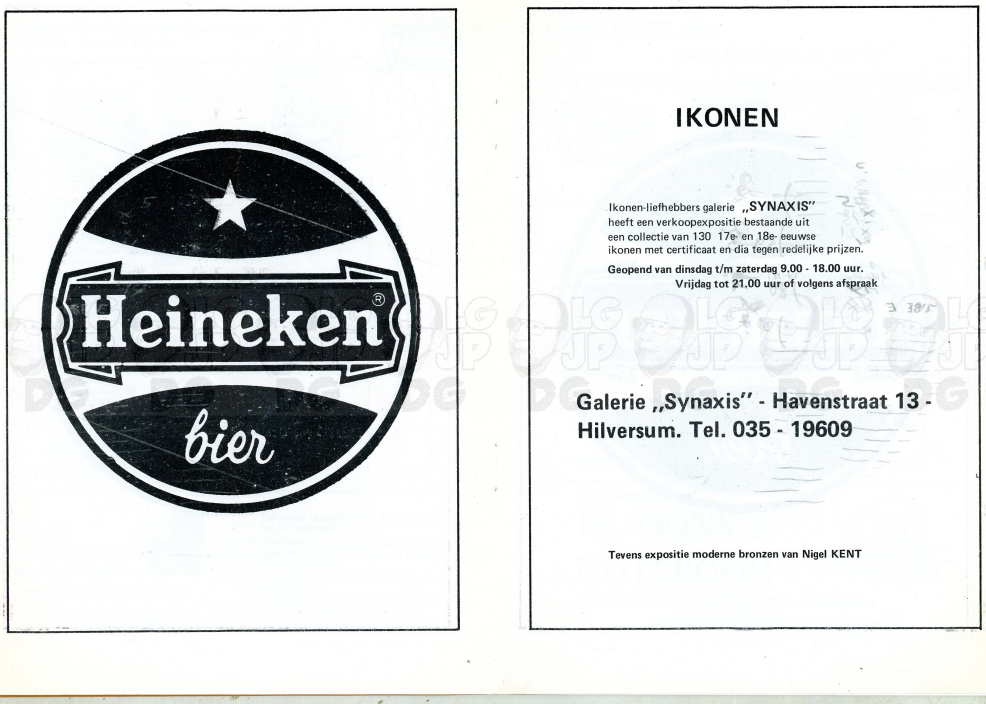 Heineken®
bier
IKONEN
Ikonen-liefhebbers galerie „SYNAXIS”
heeft een verkoopexpositie bestaande uit
een collectie van 130 17e- en 18e- eeuwse
ikonen met certificaat en dia tegen redelijke prijzen.
Geopend van dinsdag t/m zaterdag 9.00 - 18.00 uur.
Vrijdag tot 21.00 uur of volgens afspraak
Galerie „Synaxis” - Havenstraat 13 -
Hilversum. Tel. 035 - 19609
Tevens expositie moderne bronzen van Nigel KENT
LG JP DG